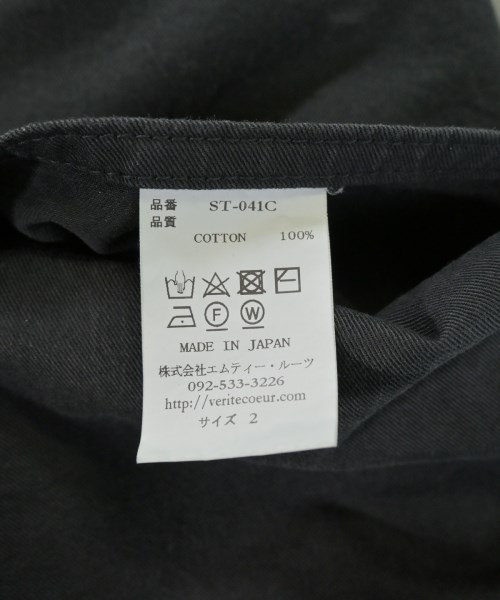 品番 ST-041C
品質
COTTON 100%
F W
MADE IN JAPAN
株式会社エムティー・ルーツ
092-533-3226
http://veritecoeur.com
サイズ 2